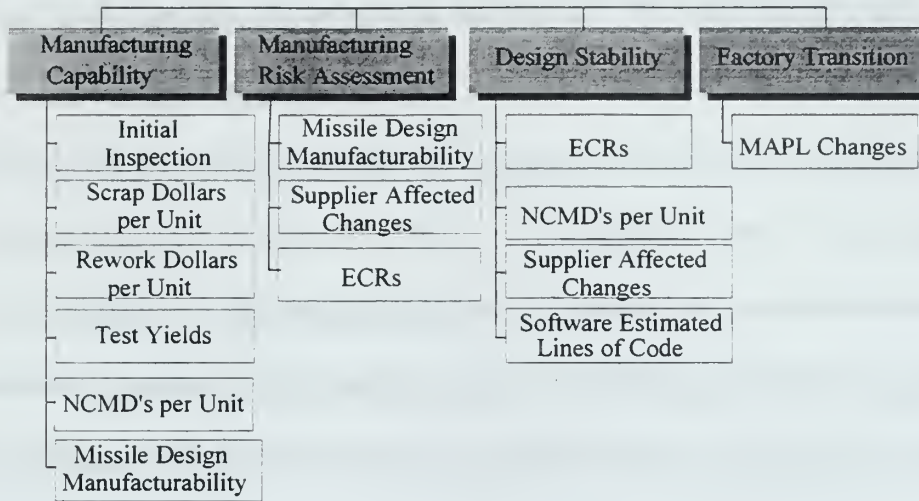 Manufacturing
Capability
Initial
Inspection
Scrap Dollars
per Unit
Rework Dollars
per Unit
Test Yields
NCMD's per Unit
Missile Design
Manufacturability
Manufacturing
Risk Assessment
Missile Design
Manufacturability
Supplier Affected
Changes
ECRs
Design Stability
ECRs
NCMD's per Unit
Supplier Affected
Changes
Software Estimated
Lines of Code
Factory Transition
MAPL Changes